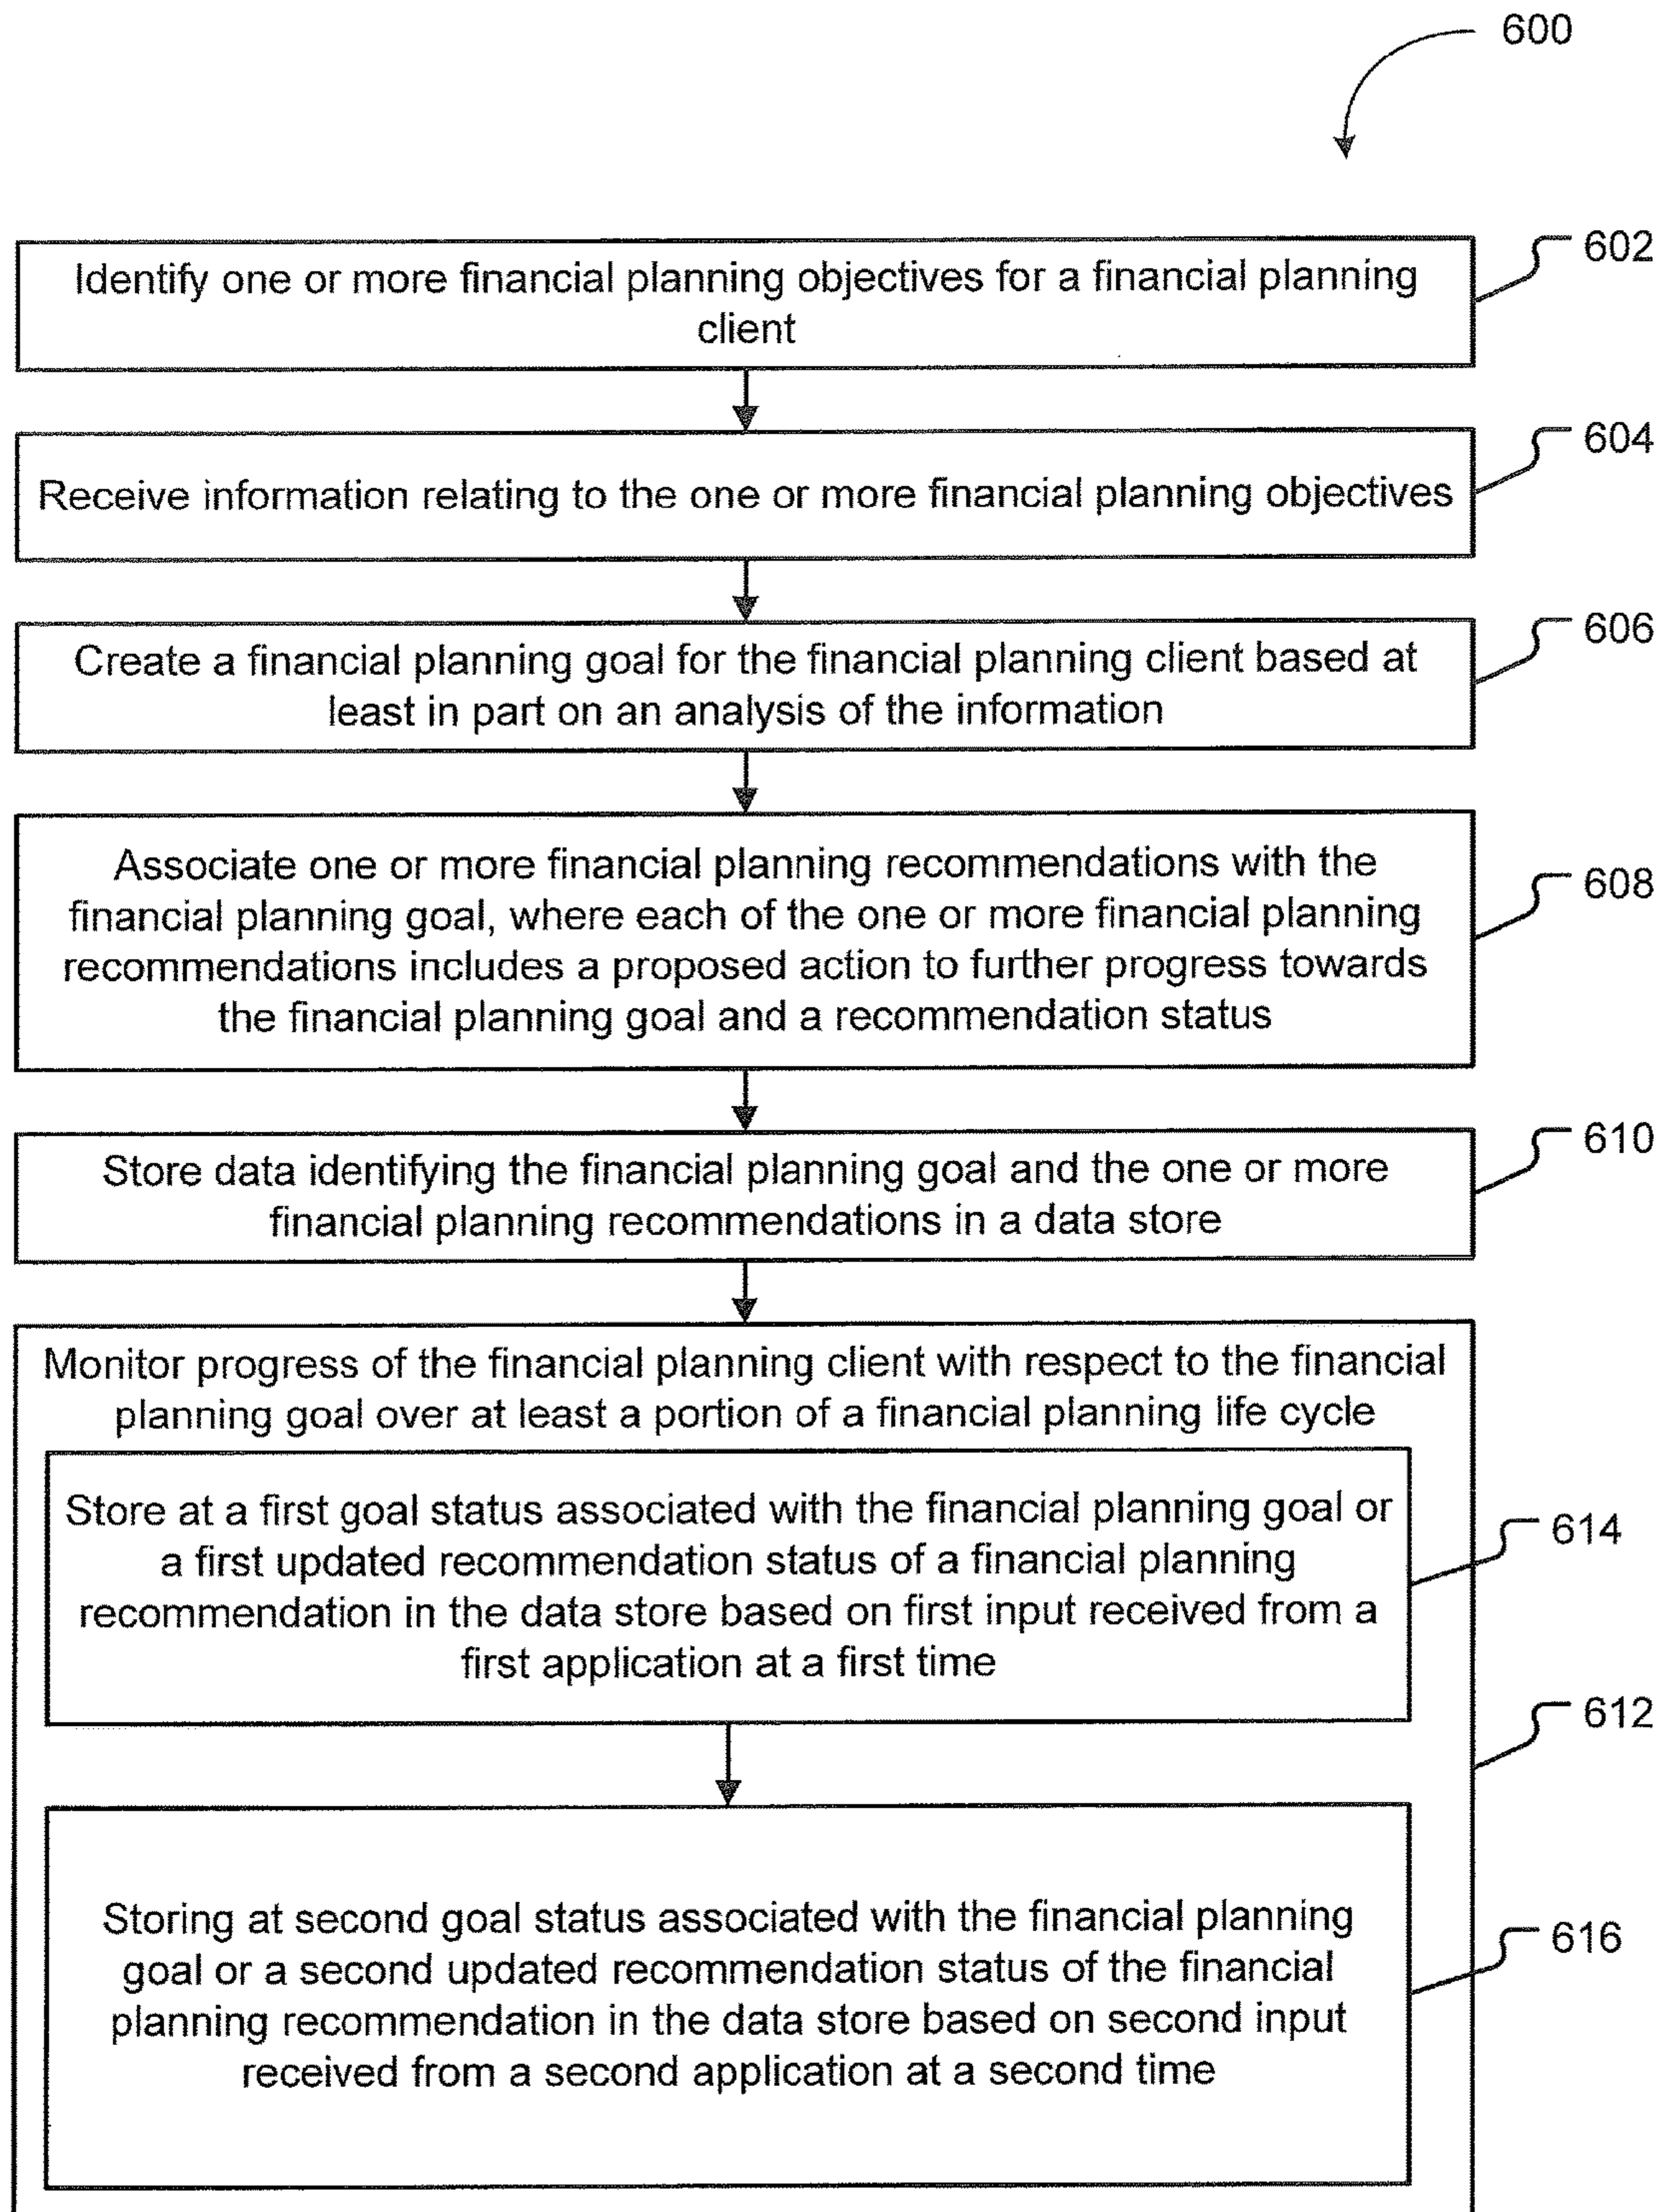 600
Identify one or more financial planning objectives for a financial planning
client
602
Receive information relating to the one or more financial planning objectives
604
Create a financial planning goal for the financial planning client based at
least in part on an analysis of the information
606
Associate one or more financial planning recommendations with the
financial planning goal, where each of the one or more financial planning
recommendations includes a proposed action to further progress towards
the financial planning goal and a recommendation status
608
Store data identifying the financial planning goal and the one or more
financial planning recommendations in a data store
610
Monitor progress of the financial planning client with respect to the financial
planning goal over at least a portion of a financial planning life cycle
Store at a first goal status associated with the financial planning goal or
a first updated recommendation status of a financial planning
recommendation in the data store based on first input received from a
first application at a first time
614
612
Storing at second goal status associated with the financial planning
goal or a second updated recommendation status of the financial
planning recommendation in the data store based on second input
received from a second application at a second time
616